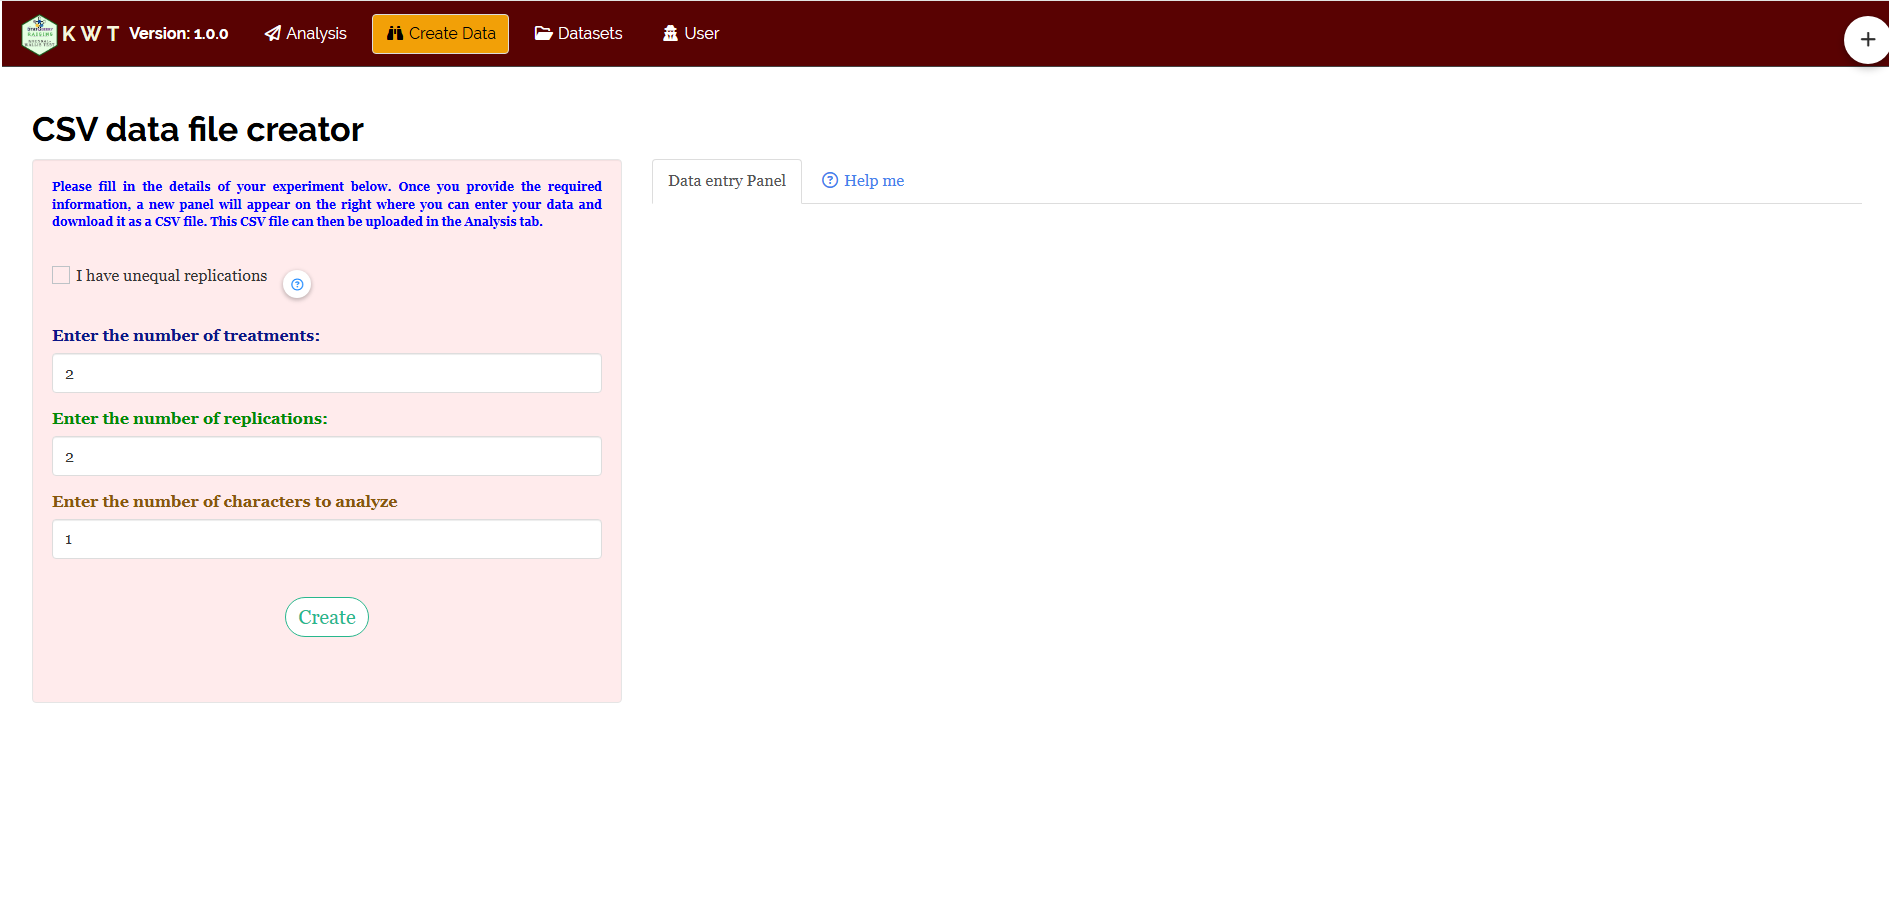 K W T Version: 1.0.0 Analysis Create Data Datasets User
CSV data file creator
Please fill in the details of your experiment below. Once you provide the required
information, a new panel will appear on the right where you can enter your data and
download it as a CSV file. This CSV file can then be uploaded in the Analysis tab.
I have unequal replications
Enter the number of treatments:
2
Enter the number of replications:
2
Enter the number of characters to analyze
1
Create
Data entry Panel Help me